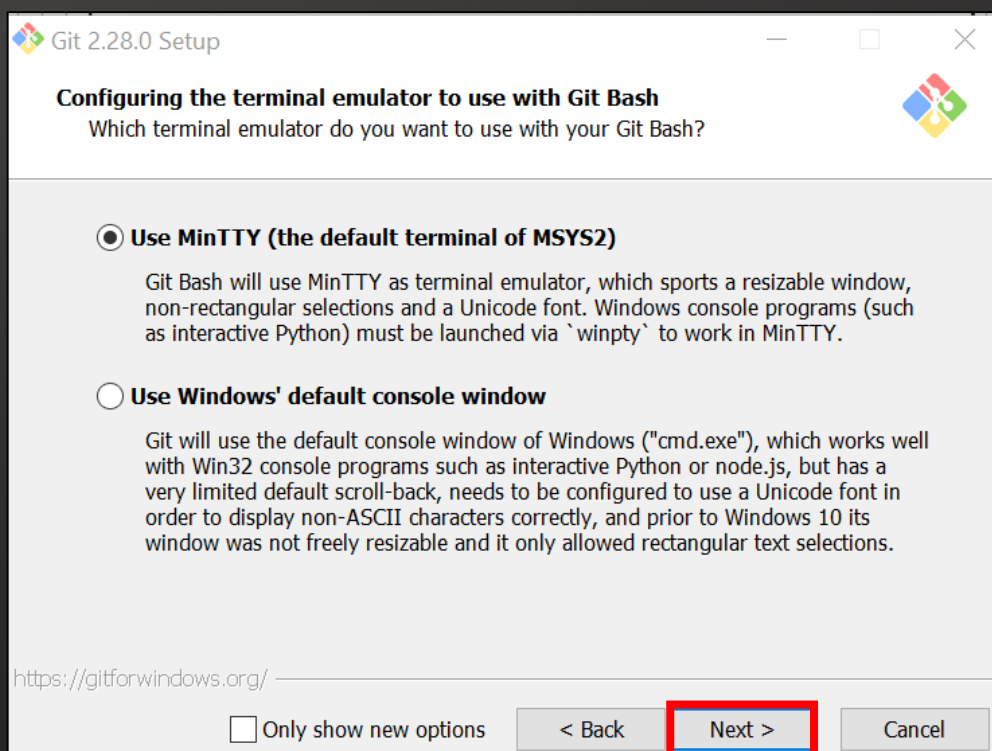 Git 2.28.0 Setup
Configuring the terminal emulator to use with Git Bash
Which terminal emulator do you want to use with your Git Bash?
Use MinTTY (the default terminal of MSYS2)
Git Bash will use MinTTY as terminal emulator, which sports a resizable window,
non-rectangular selections and a Unicode font. Windows console programs (such
as interactive Python) must be launched via `winpty` to work in MinTTY.
Use Windows' default console window
Git will use the default console window of Windows ("cmd.exe"), which works well
with Win32 console programs such as interactive Python or node.js, but has a
very limited default scroll-back, needs to be configured to use a Unicode font in
order to display non-ASCII characters correctly, and prior to Windows 10 its
window was not freely resizable and it only allowed rectangular text selections.
https://gitforwindows.org/
Only show new options < Back Next > Cancel